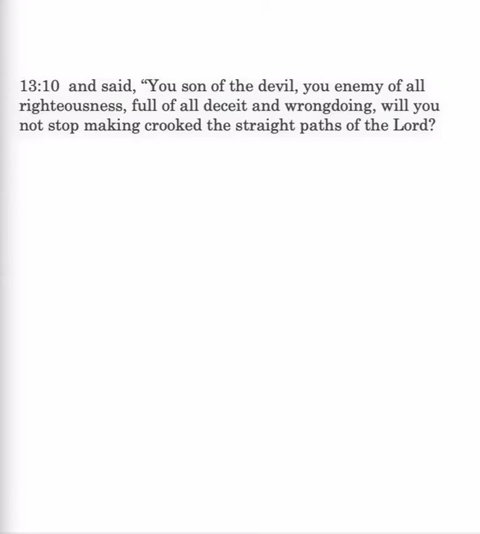 13:10 and said, “You son of the devil, you enemy of all
righteousness, full of all deceit and wrongdoing, will you
not stop making crooked the straight paths of the Lord?